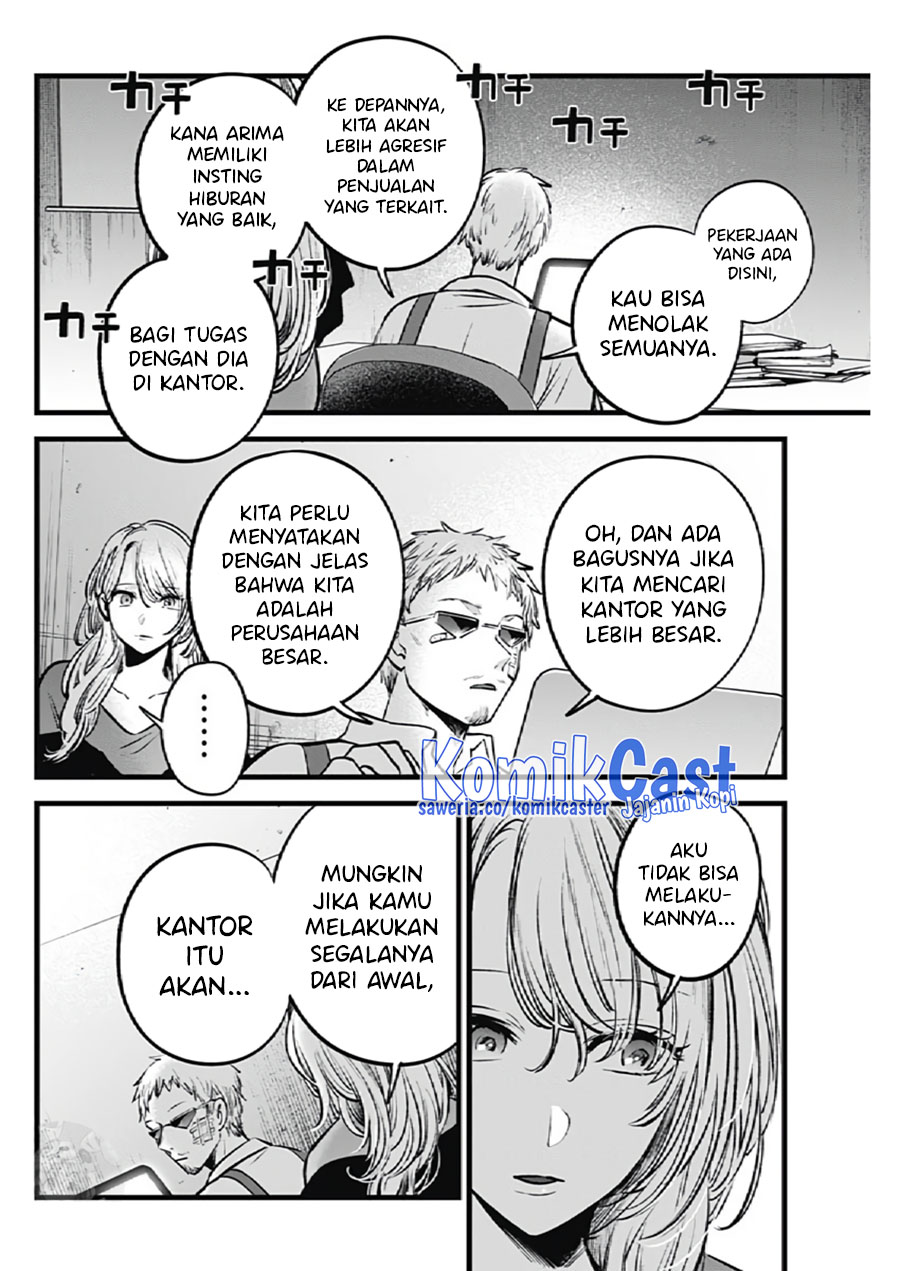 PEKERJAAN
YANG ADA
DISINI,
KAU BISA
MENOLAK
SEMUANYA.
KE DEPANNYA,
KITA AKAN
LEBIH AGRESIF
DALAM
PENJUALAN
YANG TERKAIT.
KANA ARIMA
MEMILIKI
INSTING
HIBURAN
YANG BAIK,
BAGI TUGAS
DENGAN DIA
DI KANTOR.
カチ
カチ
カチ
カチ
カチ
カチ
OH, DAN ADA
BAGUSNYA JIKA
KITA MENCARI
KANTOR YANG
LEBIH BESAR.
KITA PERLU
MENYATAKAN
DENGAN JELAS
BAHWA KITA
ADALAH
PERUSAHAAN
BESAR.
......
KomikCast
saweria.co/komikcaster
Jajanin Kopi
AKU
TIDAK BISA
MELAKU-
KANNYA...
MUNGKIN
JIKA KAMU
MELAKUKAN
SEGALANYA
DARI AWAL,
KANTOR
ITU
AKAN...